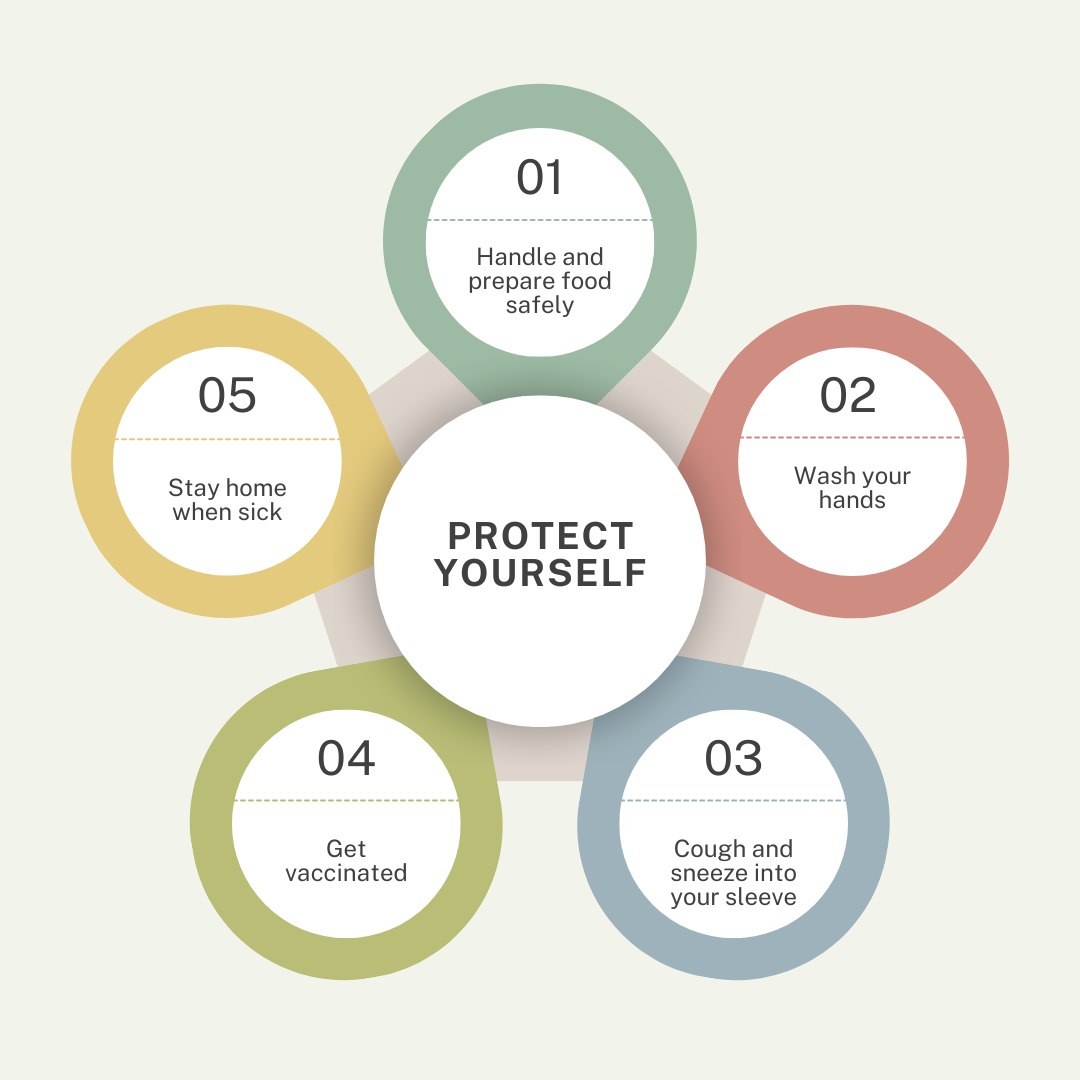 01
Handle and
prepare food
safely
02
Wash your
hands
03
Cough and
sneeze into
your sleeve
04
Get
vaccinated
05
Stay home
when sick
PROTECT
YOURSELF